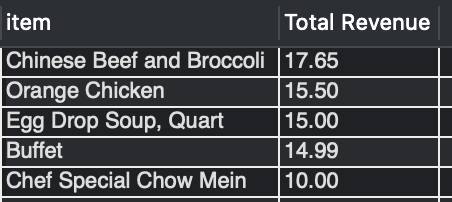 item Total Revenue
Chinese Beef and Broccoli 17.65
Orange Chicken 15.50
Egg Drop Soup, Quart 15.00
Buffet 14.99
Chef Special Chow Mein 10.00